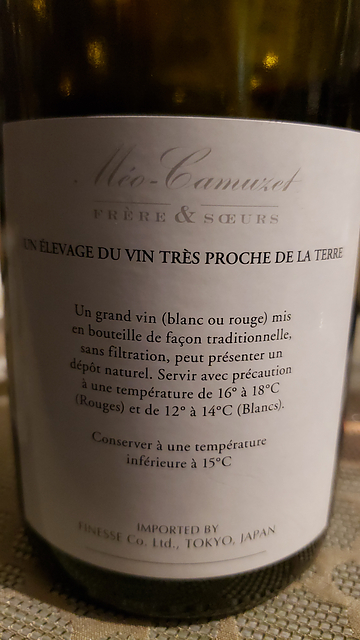 Méo-Camuzet
FRÈRE & SŒURS
UN ÉLEVAGE DU VIN TRÈS PROCHE DE LA TERRE
Un grand vin (blanc ou rouge) mis
en bouteille de façon traditionnelle,
sans filtration, peut présenter un
dépôt naturel. Servir avec précaution
à une température de 16° à 18°C
(Rouges) et de 12° à 14°C (Blancs).
Conserver à une température
inférieure à 15°C
IMPORTED BY
FINESSE Co. Ltd., TOKYO, JAPAN